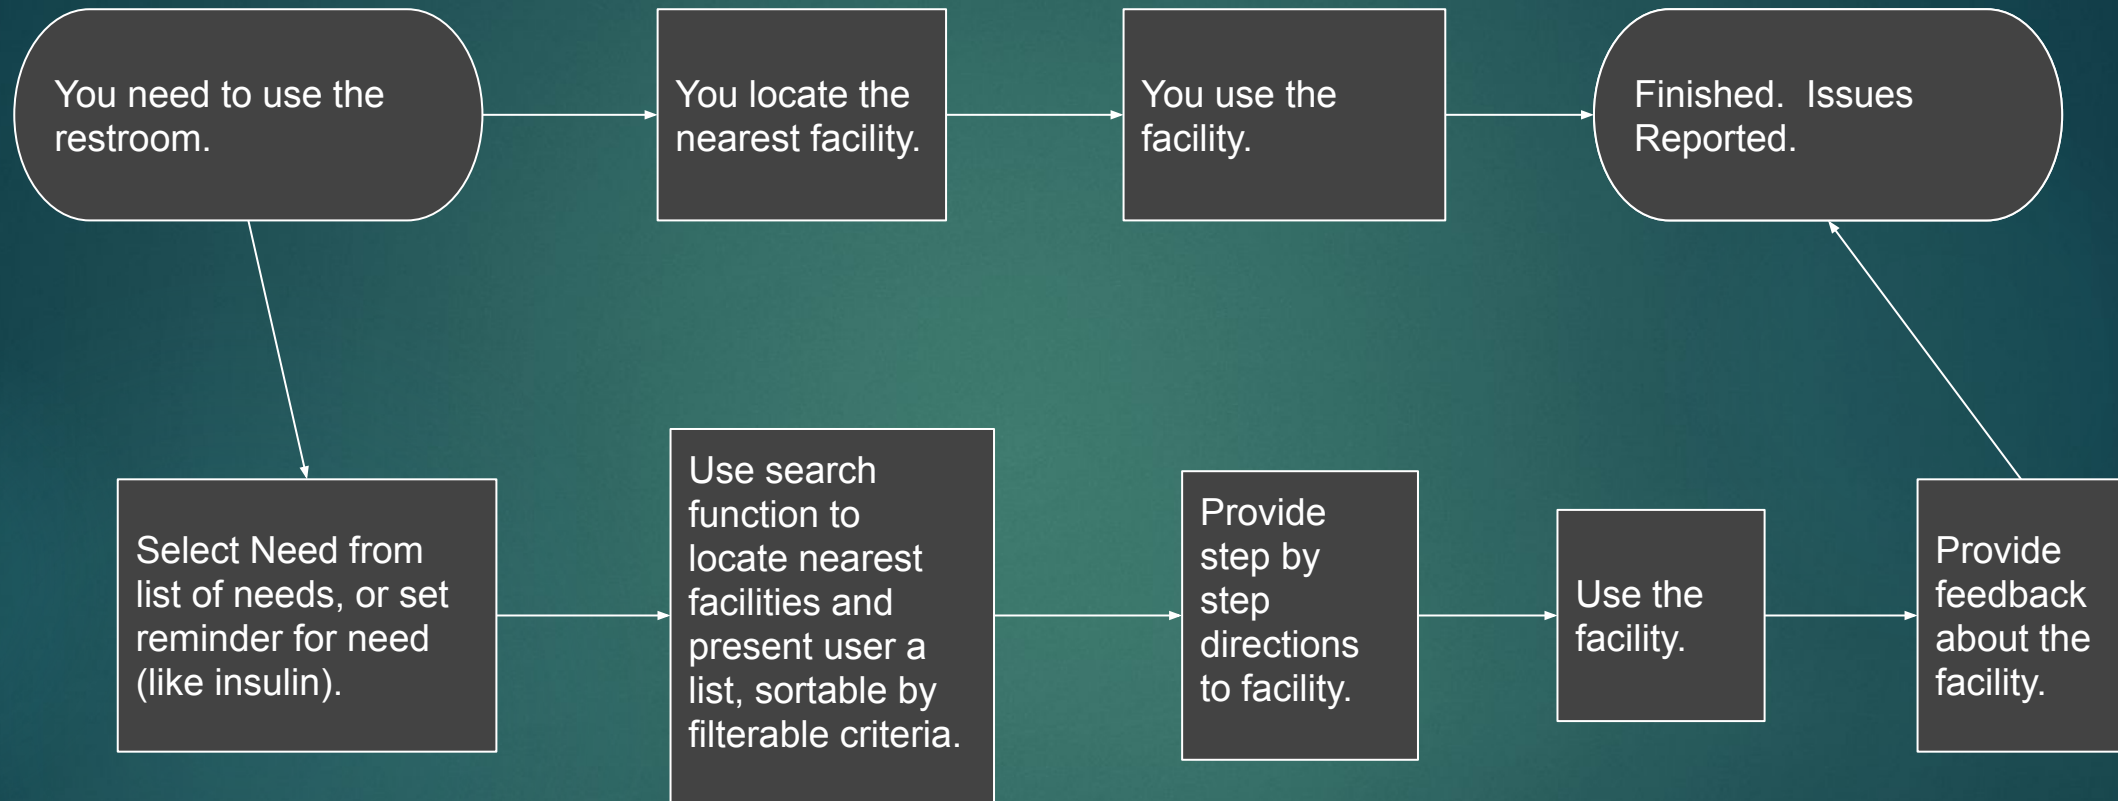 You need to use the
restroom.
You locate the
nearest facility.
You use the
facility.
Finished.  Issues
Reported.
Select Need from
list of needs, or set
reminder for need
(like insulin).
Use search
function to
locate nearest
facilities and
present user a
list, sortable by
filterable criteria.
Provide
step by
step
directions
to facility.
Use the
facility.
Provide
feedback
about the
facility.